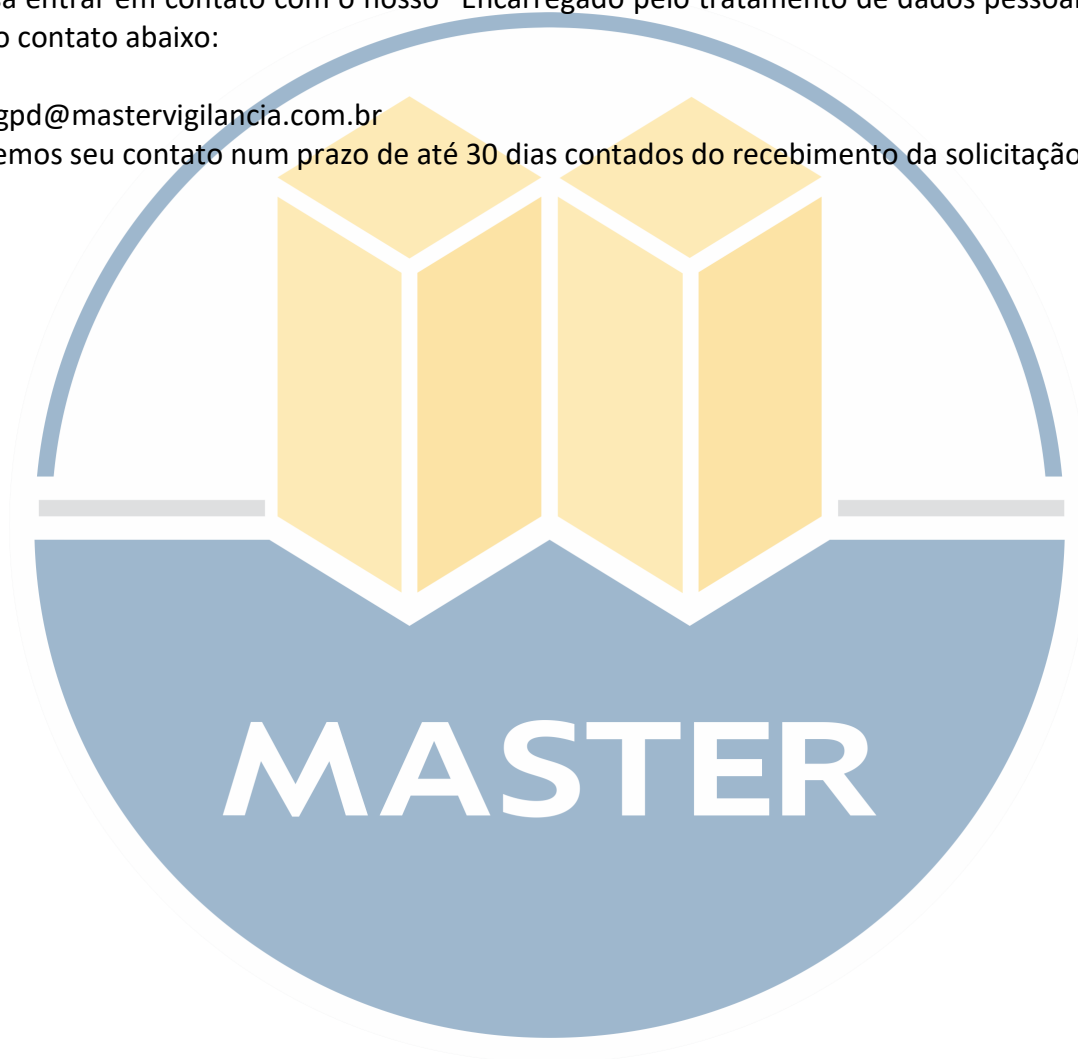 entrar em contato com o nosso "Encarregado pelo tratamento de dados
o contato abaixo:
gpd@mastervigilancia.com.br
emos seu contato num prazo de até 30 dias contados do recebimento da solicitação
MASTER